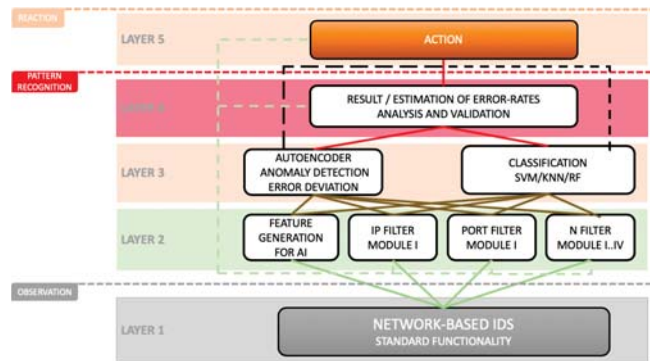 REACTION
LAYER 5
ACTION
PATTERN
RECOGNITION
LAYER 4
RESULT / ESTIMATION OF ERROR-RATES
ANALYSIS AND VALIDATION
LAYER 3
AUTOENCODER
ANOMALY DETECTION
ERROR DEVIATION
CLASSIFICATION
SVM/KNN/RF
LAYER 2
FEATURE
GENERATION
FOR AI
IP FILTER
MODULE I
PORT FILTER
MODULE I
N FILTER
MODULE I..IV
OBSERVATION
LAYER 1
NETWORK-BASED IDS
STANDARD FUNCTIONALITY